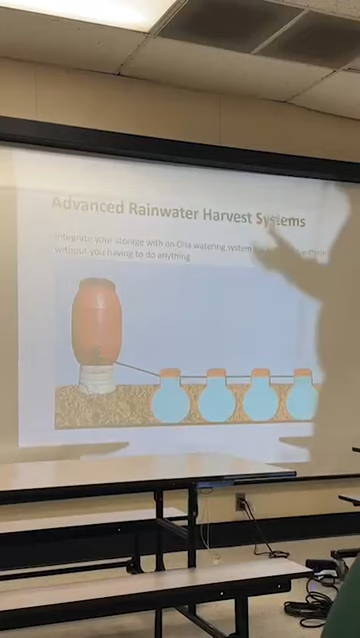 Advanced Rainwater Harvest Systems
Integrate your storage with an Olla watering system
without you having to do anything